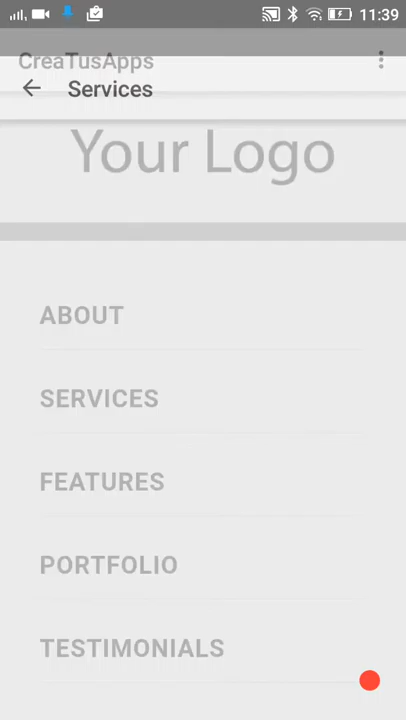 11:39
CreaTusApps
Services
Your Logo
ABOUT
SERVICES
FEATURES
PORTFOLIO
TESTIMONIALS